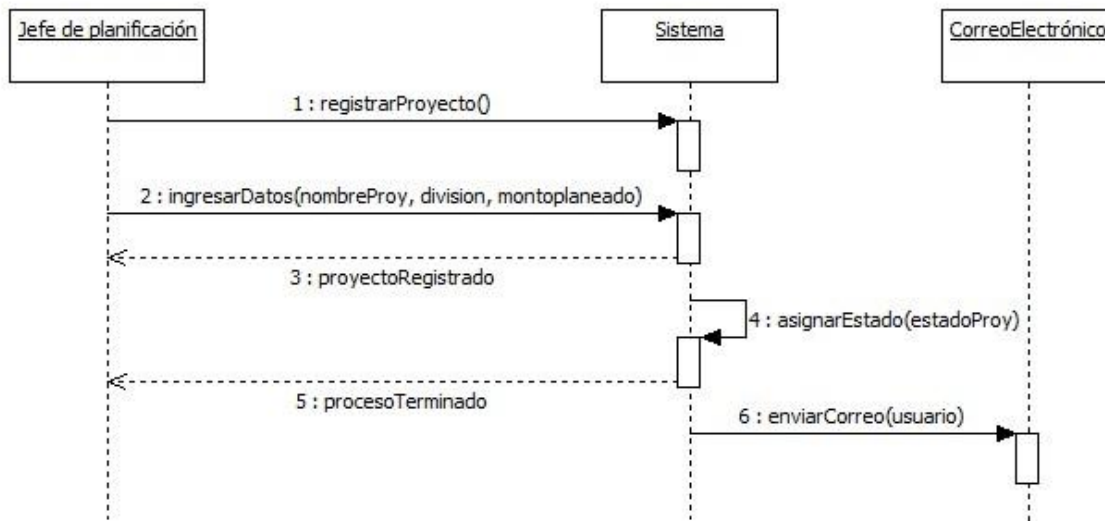 Jefe de planificación
Sistema
CorreoElectrónico
1 : registrarProyecto()
2 : ingresarDatos(nombreProy, division, montoplaneado)
3 : proyectoRegistrado
4 : asignarEstado(estadoProy)
5 : procesoTerminado
6 : enviarCorreo(usuario)